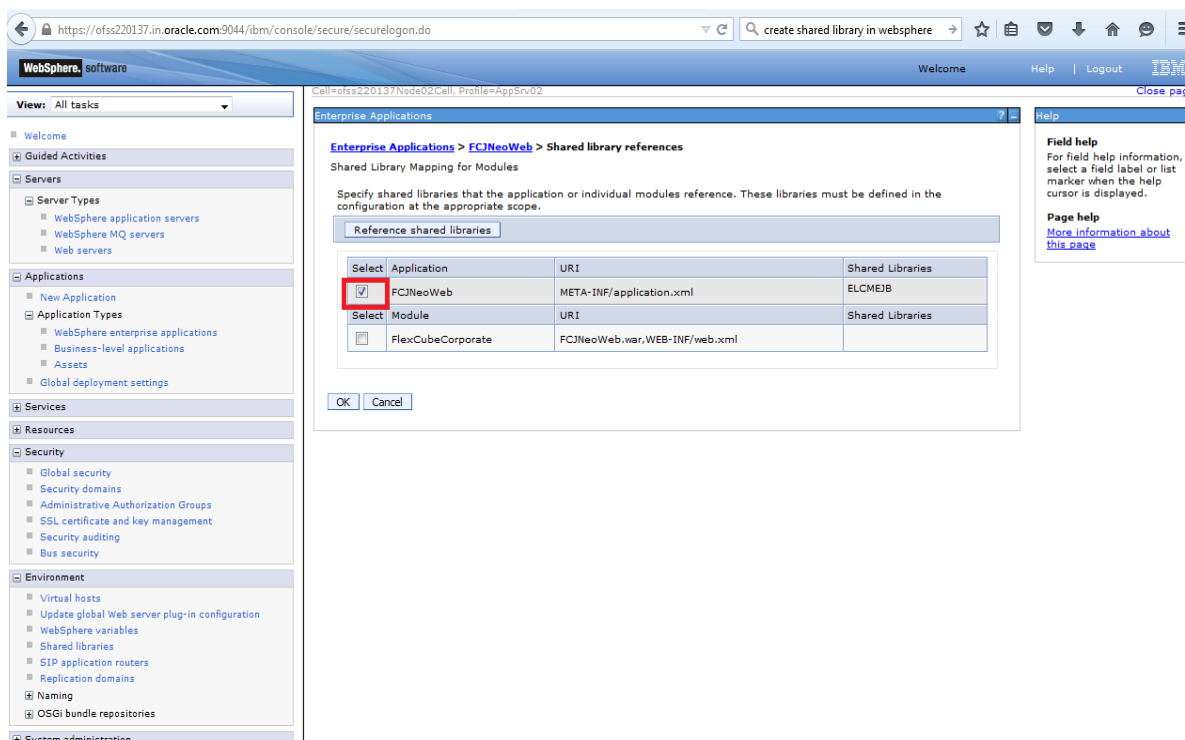 https://ofss220137.in.oracle.com:9044/ibm/console/secure/securelogon.do
create shared library in websphere
WebSphere. software
Welcome
Help | Logout
IBM
View: All tasks
Cell=ofss220137Node02Cell, Profile=AppSrv02
Close pag
Welcome
Guided Activities
Servers
Server Types
WebSphere application servers
WebSphere MQ servers
Web servers
Applications
New Application
Application Types
WebSphere enterprise applications
Business-level applications
Assets
Global deployment settings
Services
Resources
Security
Global security
Security domains
Administrative Authorization Groups
SSL certificate and key management
Security auditing
Bus security
Environment
Virtual hosts
Update global Web server plug-in configuration
WebSphere variables
Shared libraries
SIP application routers
Replication domains
Naming
OSGi bundle repositories
System administration
Enterprise Applications ? -
Enterprise Applications > FCJNeoWeb > Shared library references
Shared Library Mapping for Modules
Specify shared libraries that the application or individual modules reference. These libraries must be defined in the
configuration at the appropriate scope.
Reference shared libraries
Select Application URI Shared Libraries
FCJNeoWeb META-INF/application.xml ELCMEJB
Select Module URI Shared Libraries
FlexCubeCorporate FCJNeoWeb.war,WEB-INF/web.xml
OK Cancel
Help
Field help
For field help information,
select a field label or list
marker when the help
cursor is displayed.
Page help
More information about
this page